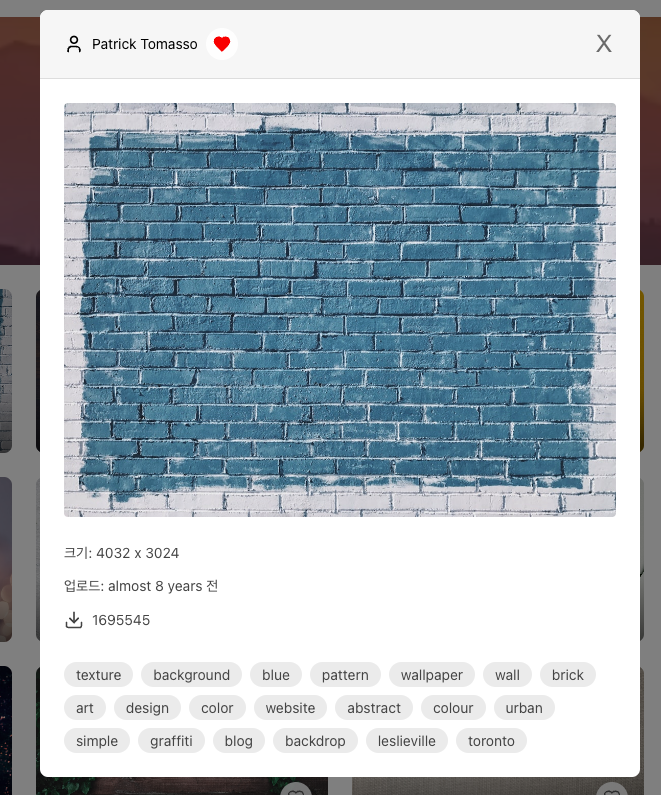 Patrick Tomasso
X
크기: 4032 x 3024
업로드: almost 8 years 전
1695545
texture background blue pattern wallpaper wall brick
art design color website abstract colour urban
simple graffiti blog backdrop leslieville toronto